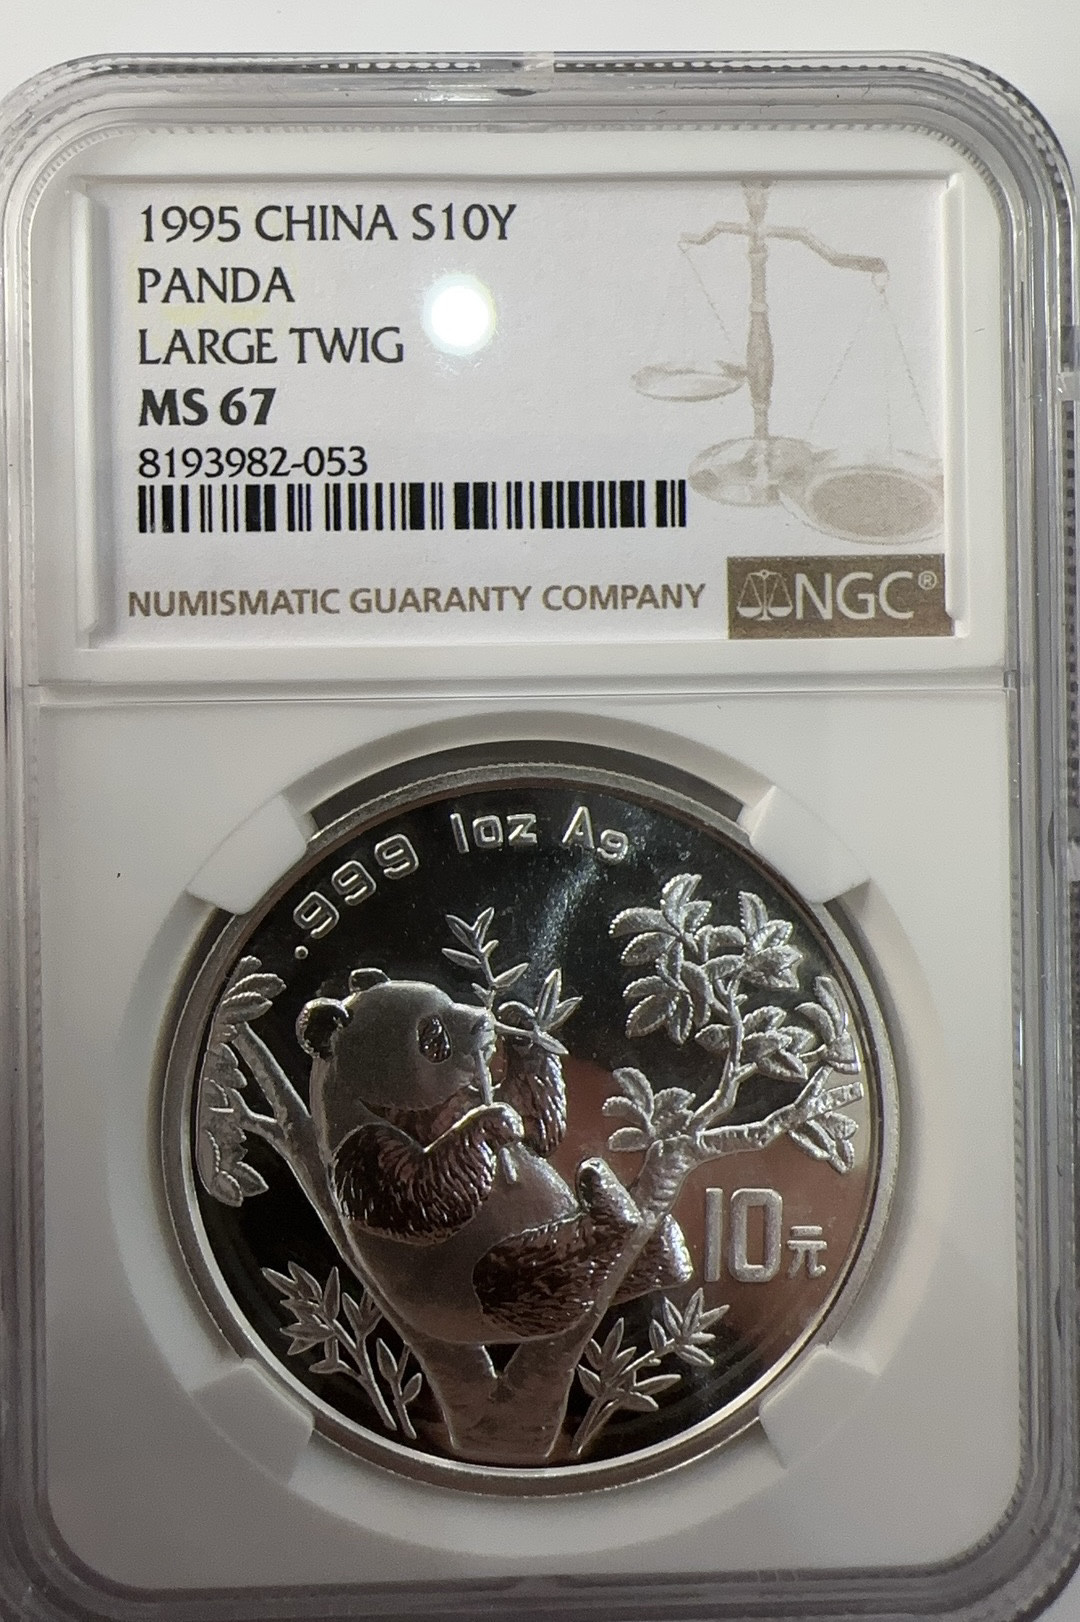 1995 CHINA S10Y
PANDA
LARGE TWIG
MS 67
8193982-053
NUMISMATIC GUARANTY COMPANY
NGC®
.999 1oz Ag
10元